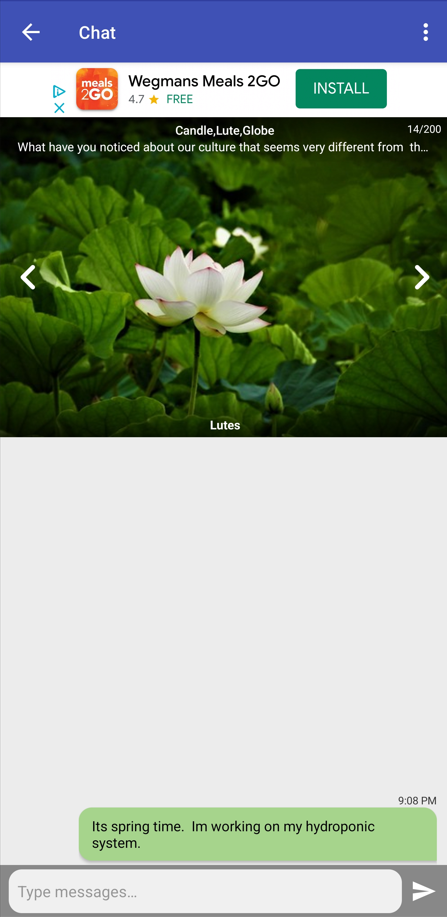 Chat
meals
2GO
Wegmans Meals 2GO
4.7 ★ FREE
INSTALL
Candle,Lute,Globe
14/200
What have you noticed about our culture that seems very different from th...
Lutes
9:08 PM
Its spring time. Im working on my hydroponic
system.
Type messages...